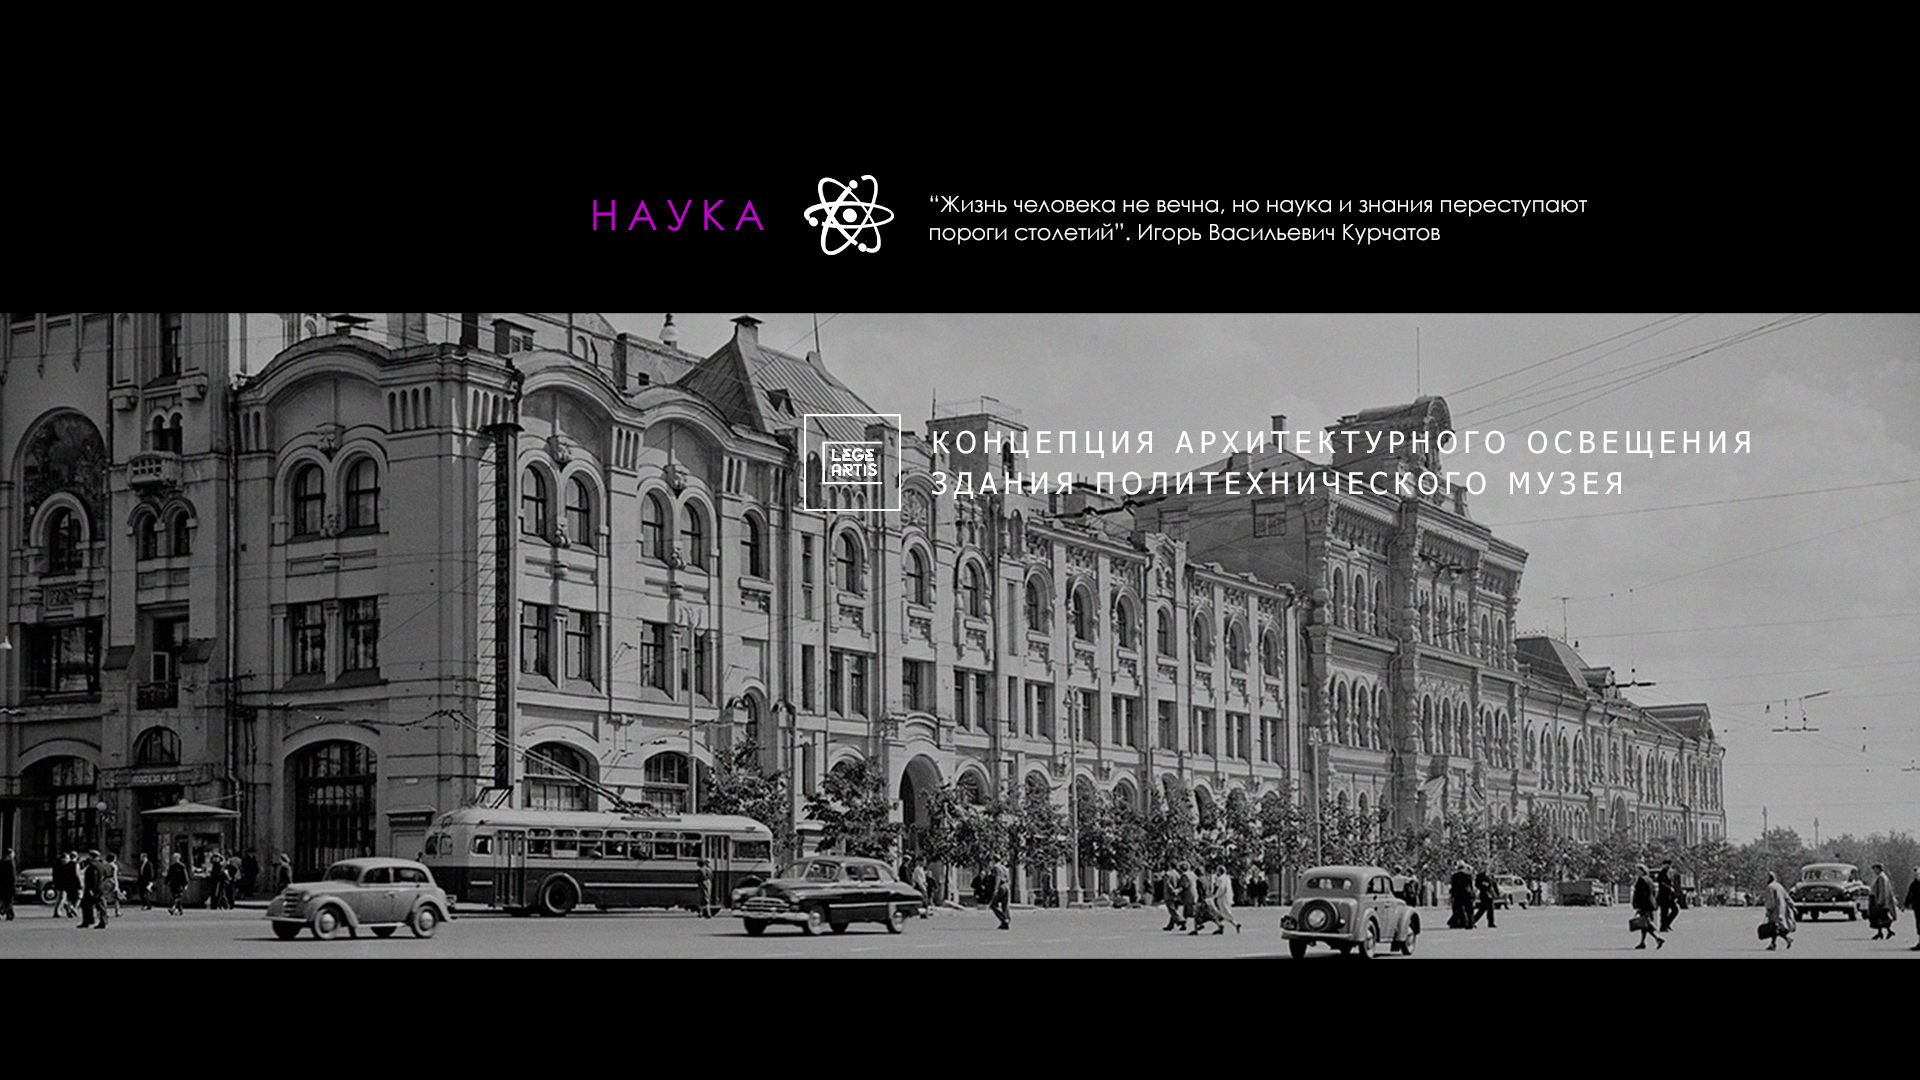 НАУКА
“Жизнь человека не вечна, но наука и знания переступают
пороги столетий”. Игорь Васильевич Курчатов
LEGE
ARTIS
КОНЦЕПЦИЯ АРХИТЕКТУРНОГО ОСВЕЩЕНИЯ
ЗДАНИЯ ПОЛИТЕХНИЧЕСКОГО МУЗЕЯ